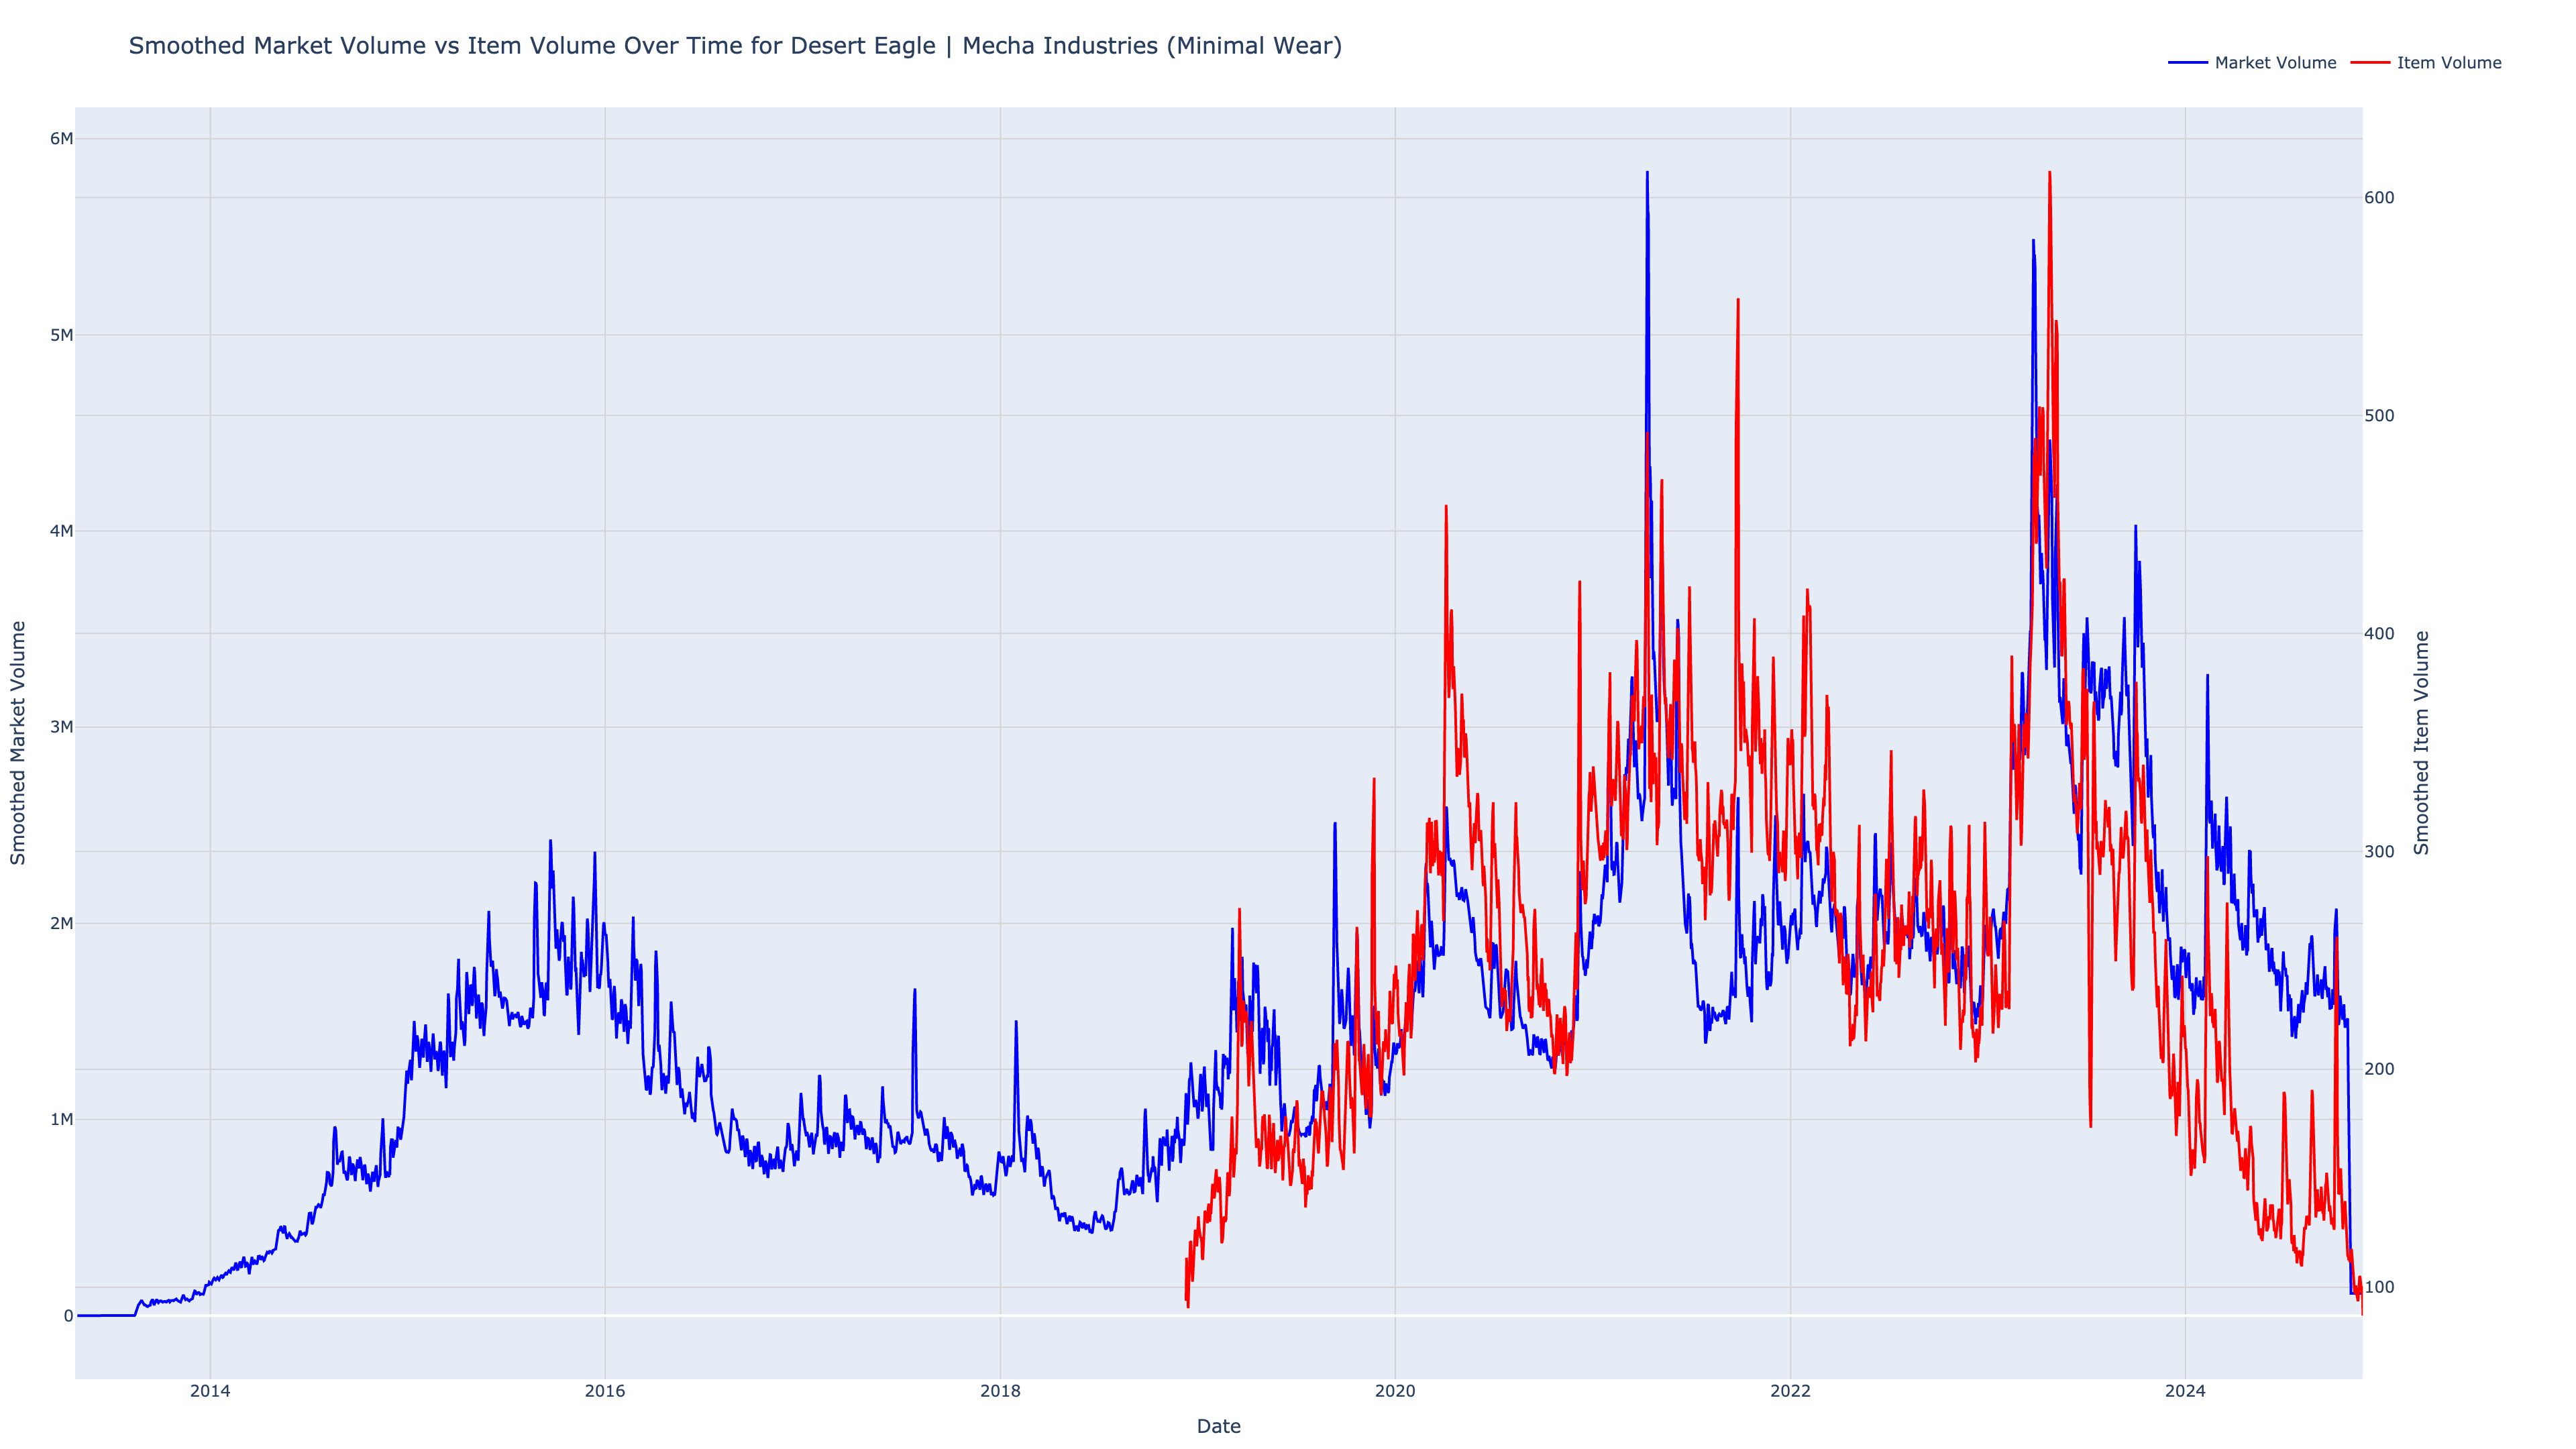 Smoothed Market Volume vs Item Volume Over Time for Desert Eagle | Mecha Industries (Minimal Wear)
Market Volume
Item Volume
6M
5M
4M
3M
2M
1M
0
Smoothed Market Volume
600
500
400
300
200
100
Smoothed Item Volume
2014
2016
2018
2020
2022
2024
Date